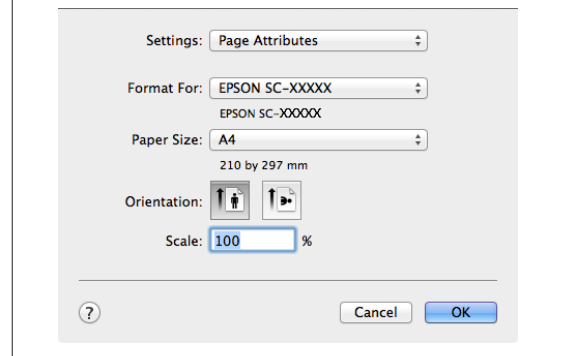 Settings: Page Attributes
Format For: EPSON SC-XXXXX
EPSON SC-XXXXX
Paper Size: A4
210 by 297 mm
Orientation:
Scale: 100 %
? Cancel OK